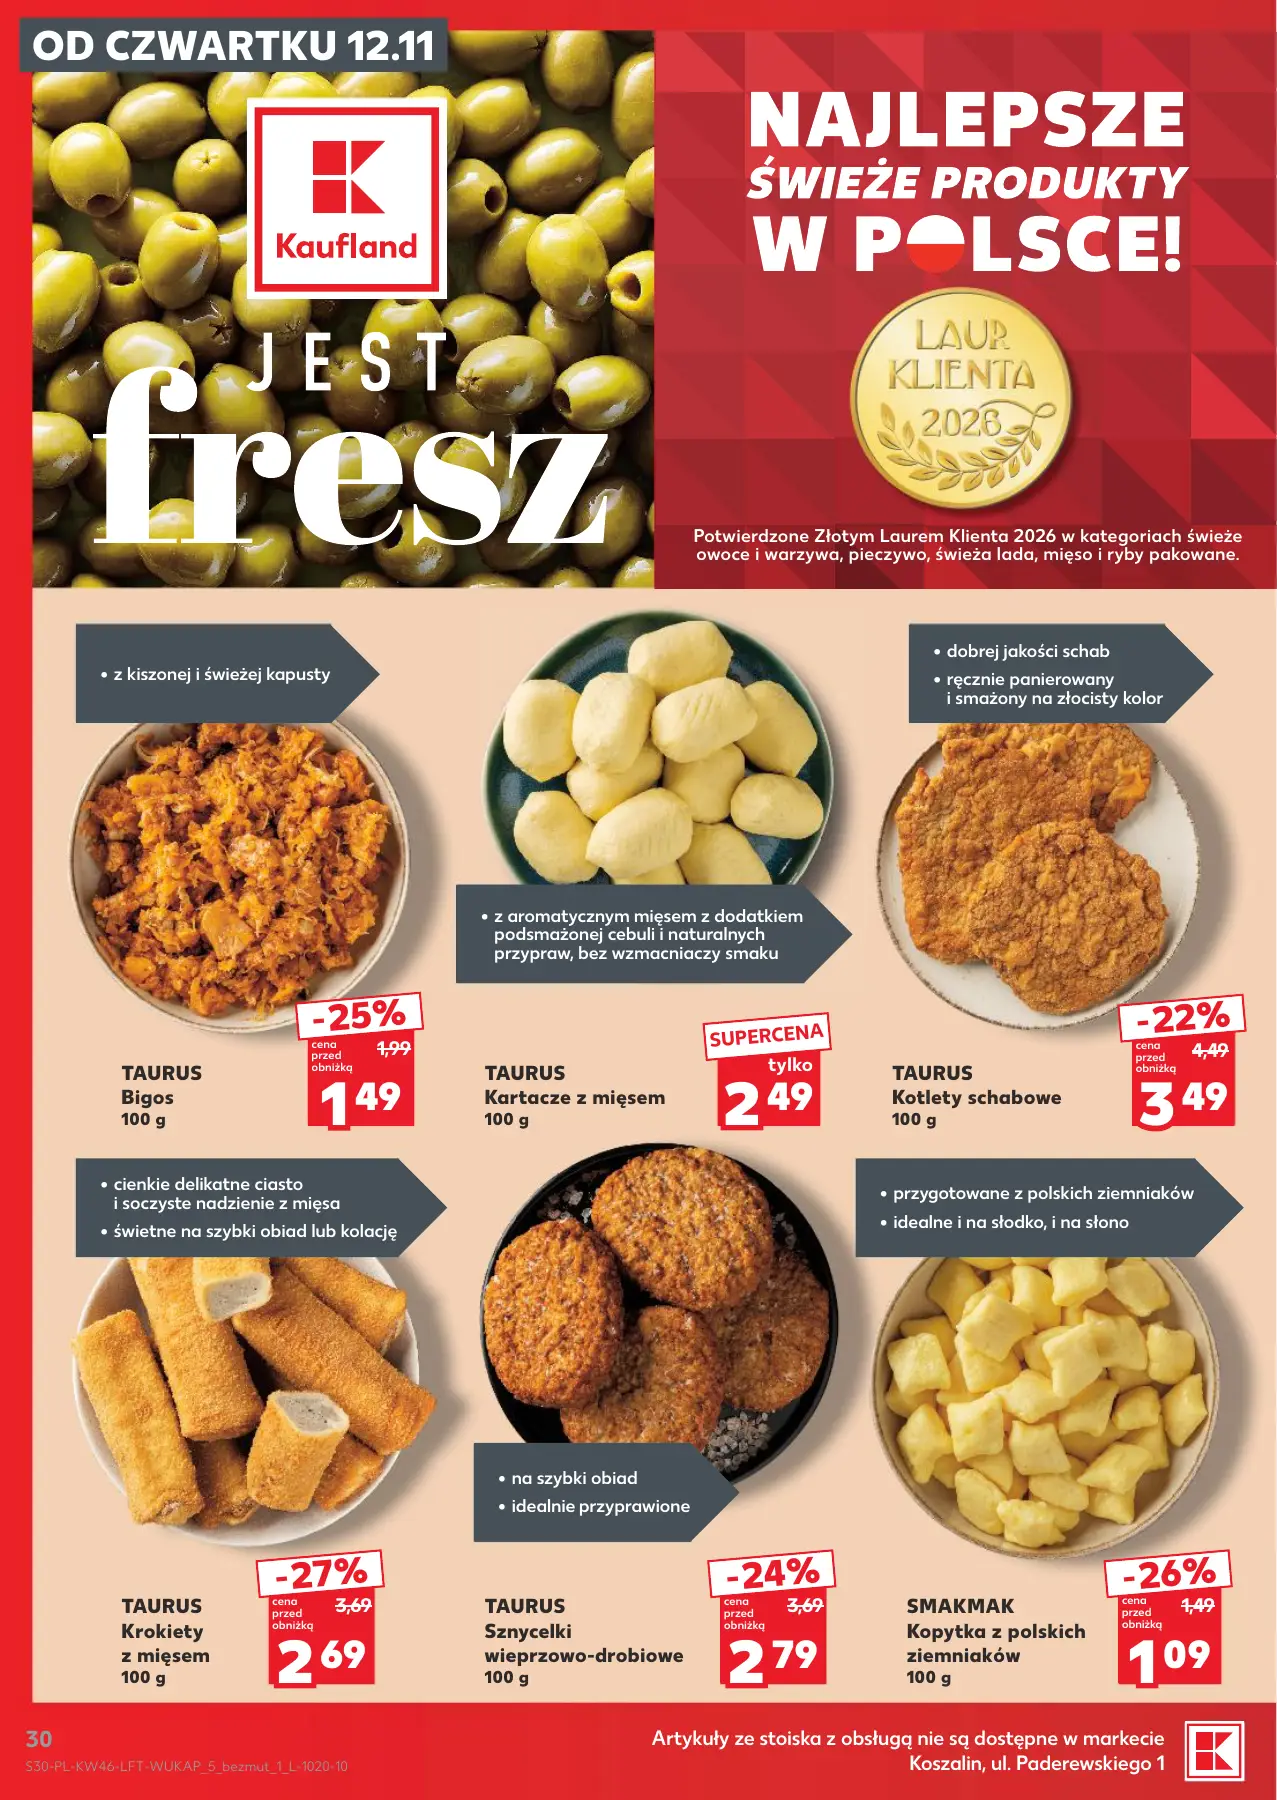 OD CZWARTKU 12.11
Kaufland
JEST
fresz
NAJLEPSZE
ŚWIEŻE PRODUKTY
W POLSCE!
LAUR
KLIENTA
2026
Potwierdzone Złotym Laurem Klienta 2026 w kategoriach świeże
owoce i warzywa, pieczywo, świeża lada, mięso i ryby pakowane.
• z kiszonej i świeżej kapusty
TAURUS
Bigos
100 g
-25%
cena
przed
obniżką
1,99
1 49
• z aromatycznym mięsem z dodatkiem
podsmażonej cebuli i naturalnych
przypraw, bez wzmacniaczy smaku
TAURUS
Kartacze z mięsem
100 g
SUPERCENA
tylko
2 49
• dobrej jakości schab
• ręcznie panierowany
i smażony na złocisty kolor
TAURUS
Kotlety schabowe
100 g
-22%
cena
przed
obniżką
4,49
3 49
• cienkie delikatne ciasto
i soczyste nadzienie z mięsa
• świetne na szybki obiad lub kolację
TAURUS
Krokiety
z mięsem
100 g
-27%
cena
przed
obniżką
3,69
2 69
• na szybki obiad
• idealnie przyprawione
TAURUS
Sznycelki
wieprzowo-drobiowe
100 g
-24%
cena
przed
obniżką
3,69
2 79
• przygotowane z polskich ziemniaków
• idealne i na słodko, i na słono
SMAKMAK
Kopytka z polskich
ziemniaków
100 g
-26%
cena
przed
obniżką
1,49
1 09
30
S30-PL-KW46-LFT-WUKAP_5_bezmut_1_L-1020-10
Artykuły ze stoiska z obsługą nie są dostępne w markecie
Koszalin, ul. Paderewskiego 1